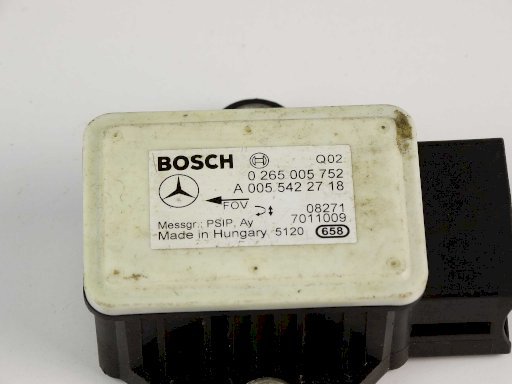 BOSCH Q02
0 265 005 752
A 005 542 27 18
FOV 08271
7011009
Messgr.: PSIP, Ay
Made in Hungary 5120 658